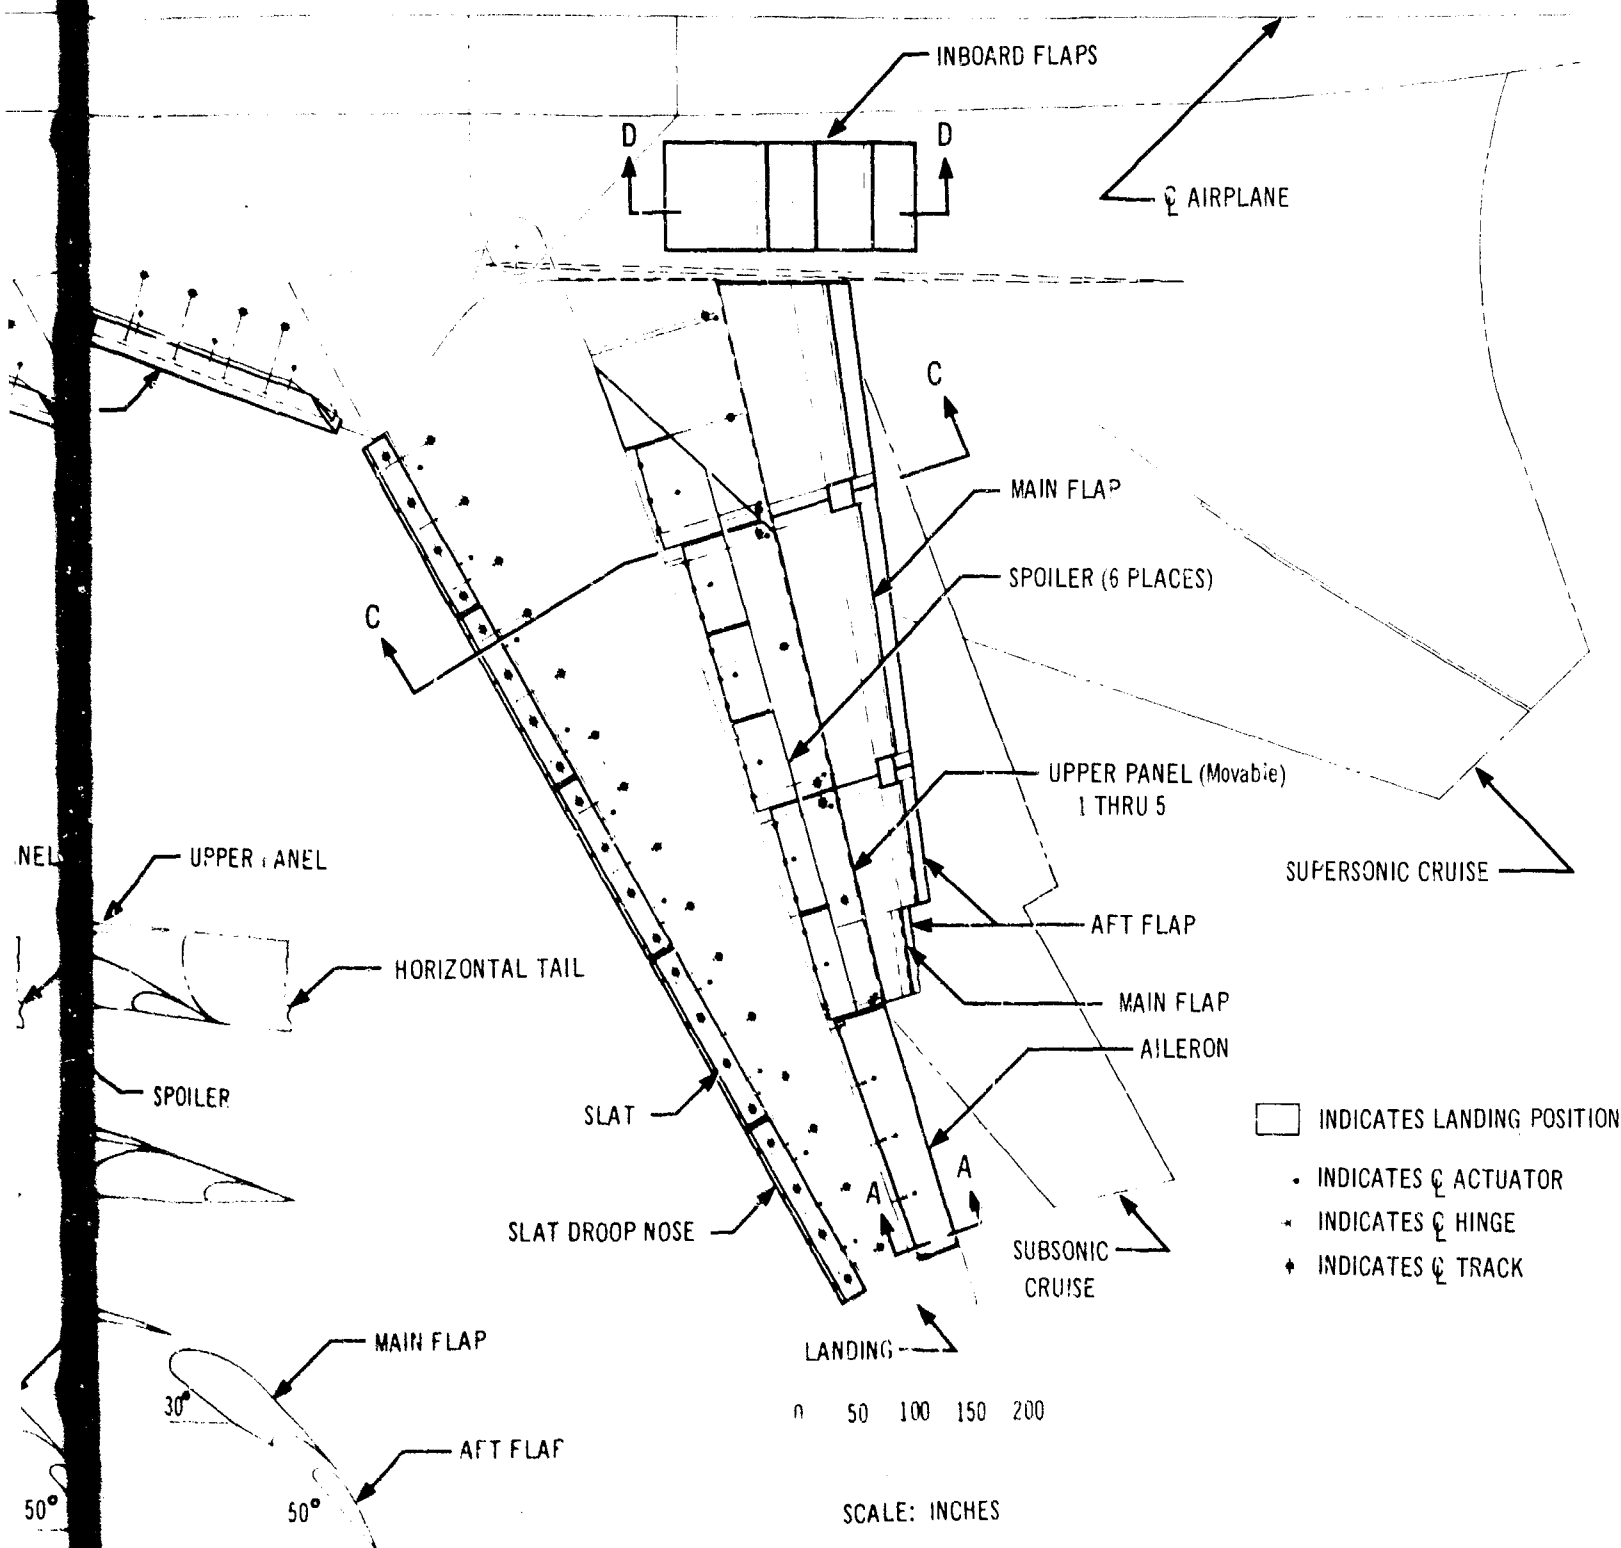 INBOARD FLAPS
D
D
℄ AIRPLANE
C
MAIN FLAP
SPOILER (6 PLACES)
C
UPPER PANEL (Movable)
1 THRU 5
SUPERSONIC CRUISE
NEL
UPPER PANEL
AFT FLAP
HORIZONTAL TAIL
MAIN FLAP
AILERON
SPOILER
SLAT
INDICATES LANDING POSITION
A
A
INDICATES ℄ ACTUATOR
INDICATES ℄ HINGE
SLAT DROOP NOSE
SUBSONIC
CRUISE
INDICATES ℄ TRACK
MAIN FLAP
LANDING
30°
0 50 100 150 200
AFT FLAP
50°
50°
SCALE: INCHES